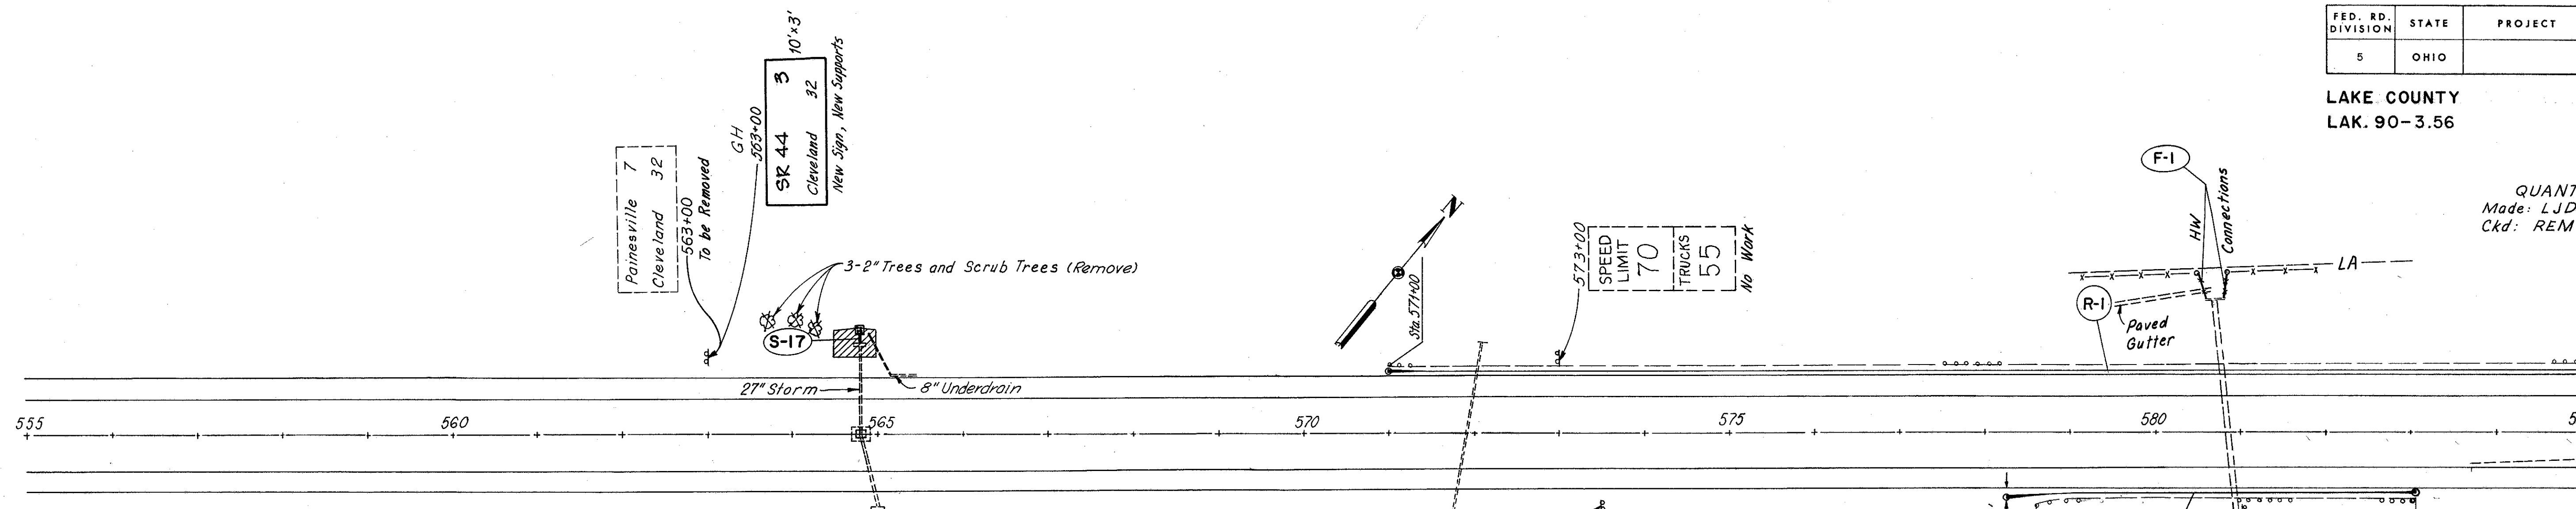 FED. RD. DIVISION STATE PROJECT
5 OHIO
LAKE COUNTY
LAK. 90-3.56
QUANT
Made: LJD
Ckd: REM
Painesville 7
Cleveland 32
563+00
To be Removed
GH
563+00
SR 44 3
Cleveland 32
10'x3'
New Sign, New Supports
3-2" Trees and Scrub Trees (Remove)
S-17
27" Storm
8" Underdrain
N
Sta. 571+00
573+00
SPEED
LIMIT
70
TRUCKS
55
No Work
F-1
HW
Connections
LA
R-1
Paved
Gutter
555 560 565 570 575 580